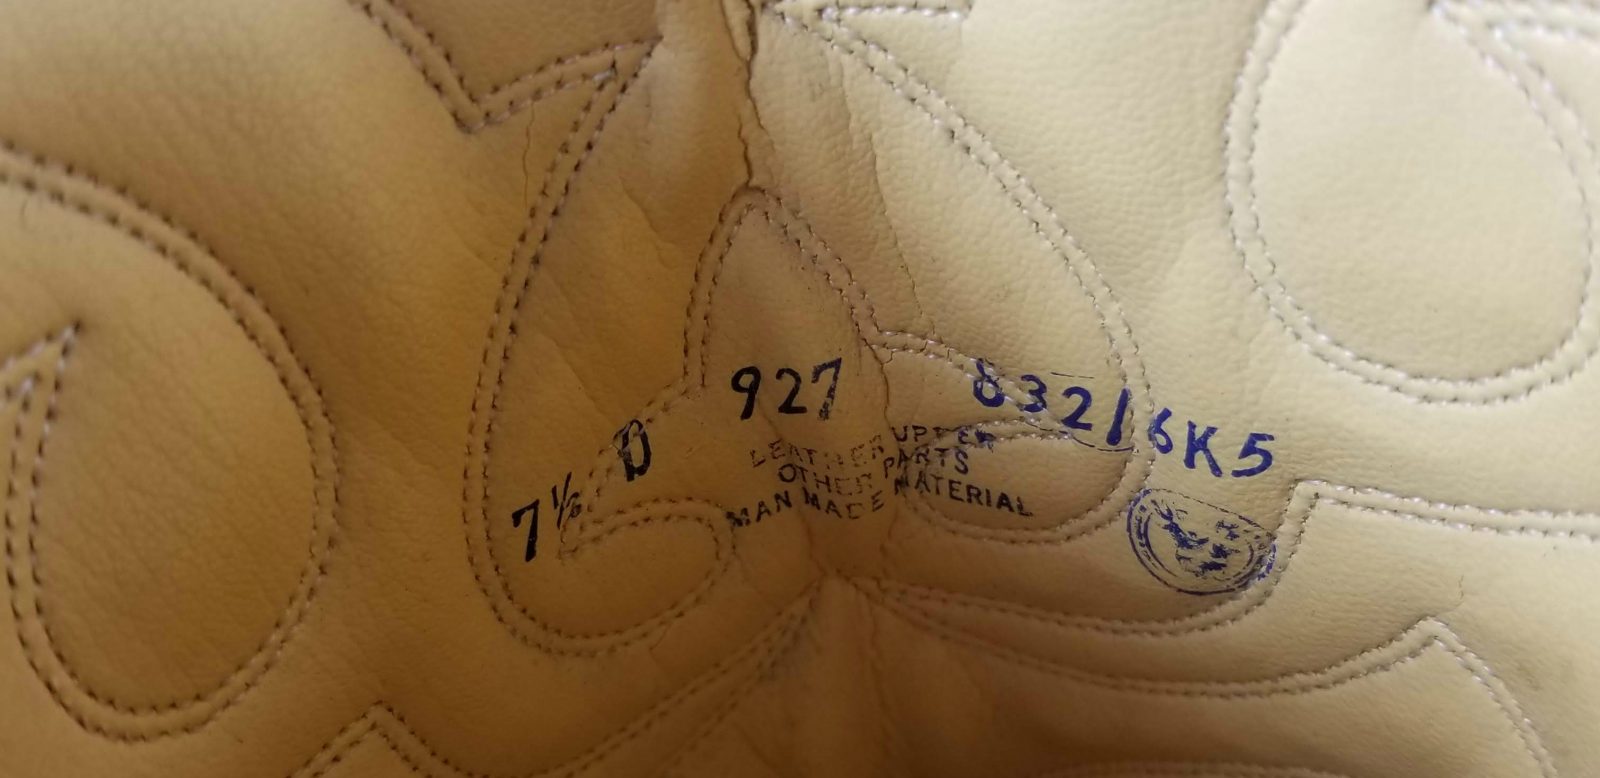 7½ D 927 83216K5
LEATHER UPPER
OTHER PARTS
MAN MADE MATERIAL